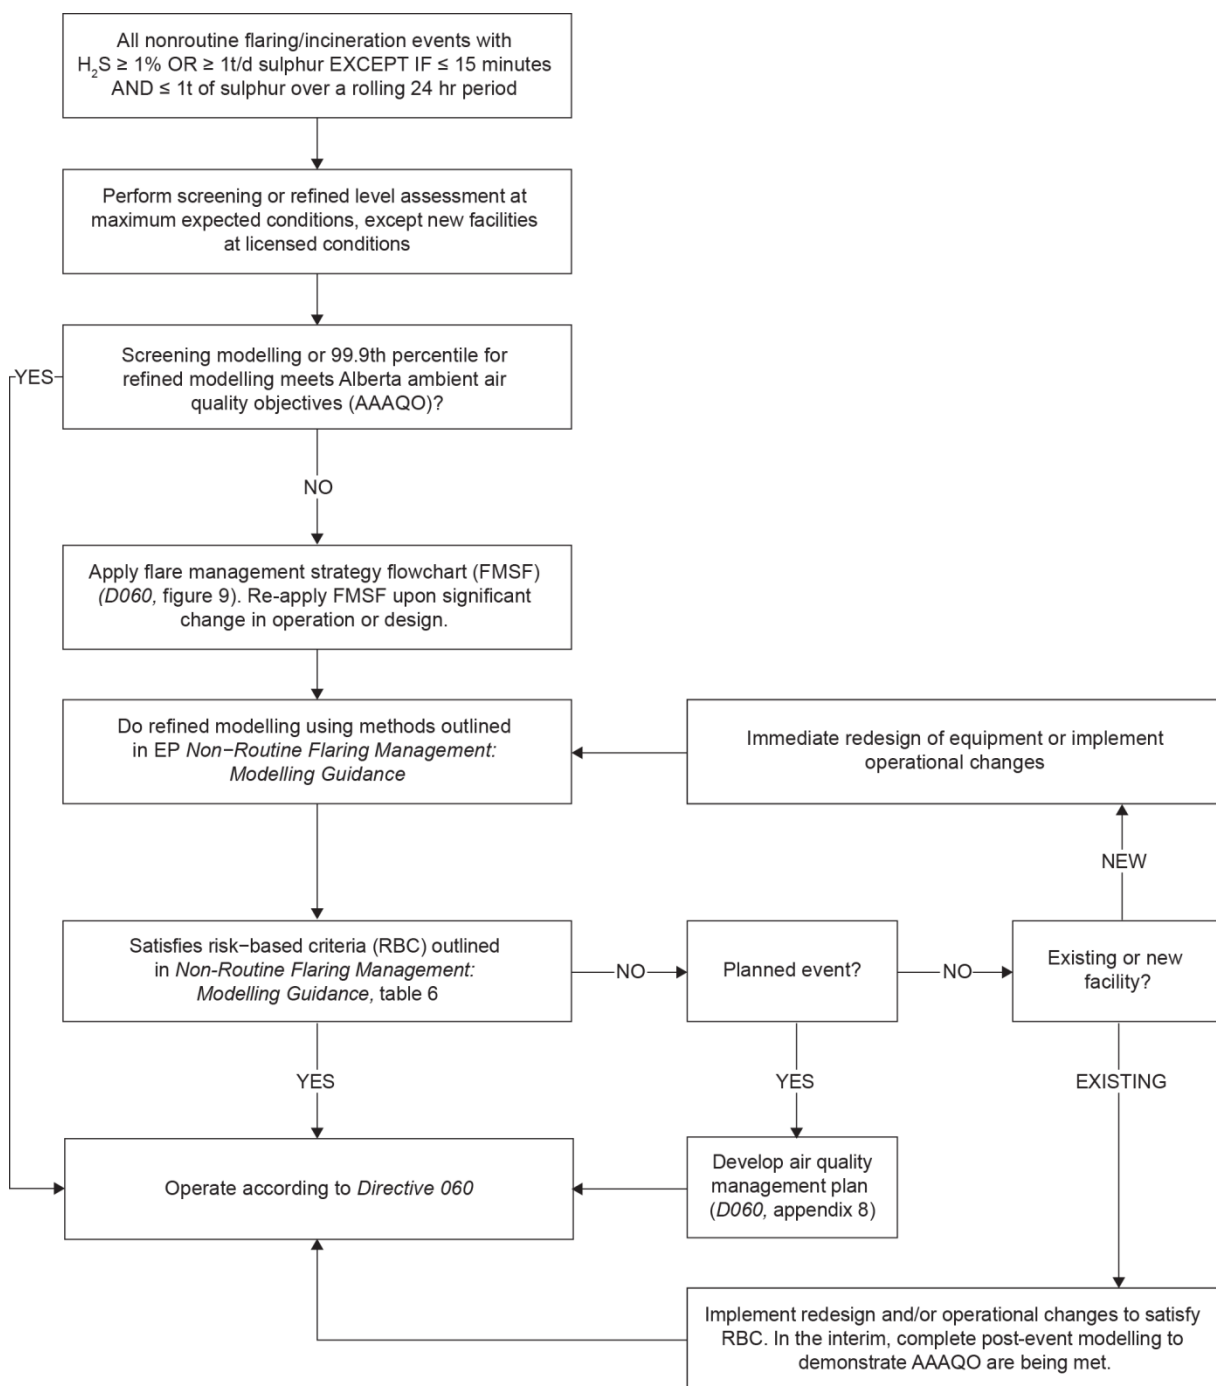 All nonroutine flaring/incineration events with
H₂S ≥ 1% OR ≥ 1t/d sulphur EXCEPT IF ≤ 15 minutes
AND ≤ 1t of sulphur over a rolling 24 hr period
Perform screening or refined level assessment at
maximum expected conditions, except new facilities
at licensed conditions
Screening modelling or 99.9th percentile for
refined modelling meets Alberta ambient air
quality objectives (AAAQO)?
YES
NO
Apply flare management strategy flowchart (FMSF)
(D060, figure 9). Re-apply FMSF upon significant
change in operation or design.
Do refined modelling using methods outlined
in EP Non−Routine Flaring Management:
Modelling Guidance
Immediate redesign of equipment or implement
operational changes
NEW
Satisfies risk−based criteria (RBC) outlined
in Non-Routine Flaring Management:
Modelling Guidance, table 6
NO
Planned event?
NO
Existing or new
facility?
YES
YES
EXISTING
Operate according to Directive 060
Develop air quality
management plan
(D060, appendix 8)
Implement redesign and/or operational changes to satisfy
RBC. In the interim, complete post-event modelling to
demonstrate AAAQO are being met.